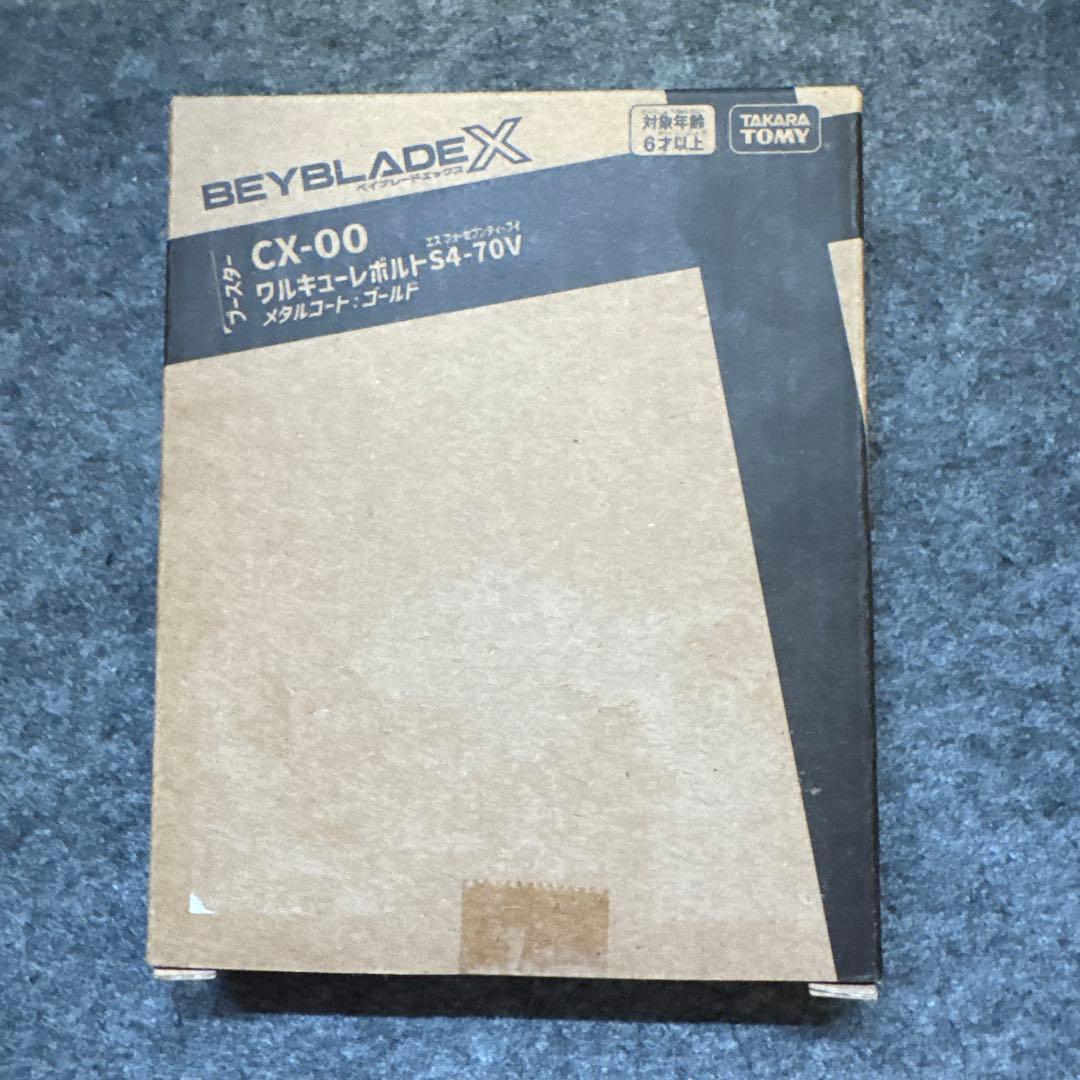 BEYBLADE X
ベイブレードエックス
対象年齢
6才以上
TAKARA
TOMY
ブースター
CX-00
エス フォーセブンティーブイ
ワルキューレボルトS4-70V
メタルコート:ゴールド